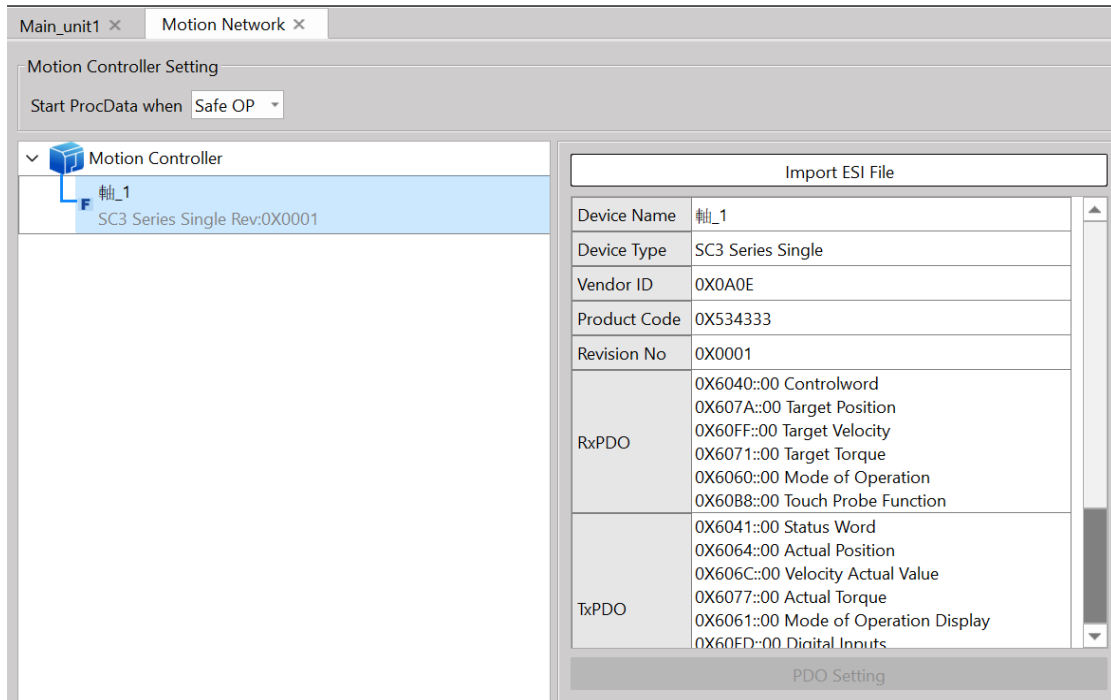 Main_unit1 ×
Motion Network ×
Motion Controller Setting
Start ProcData when Safe OP
Motion Controller
F 軸_1
SC3 Series Single Rev:0X0001
Import ESI File
Device Name 軸_1
Device Type SC3 Series Single
Vendor ID 0X0A0E
Product Code 0X534333
Revision No 0X0001
RxPDO
0X6040::00 Controlword
0X607A::00 Target Position
0X60FF::00 Target Velocity
0X6071::00 Target Torque
0X6060::00 Mode of Operation
0X60B8::00 Touch Probe Function
TxPDO
0X6041::00 Status Word
0X6064::00 Actual Position
0X606C::00 Velocity Actual Value
0X6077::00 Actual Torque
0X6061::00 Mode of Operation Display
0X60FD::00 Digital Inputs
PDO Setting